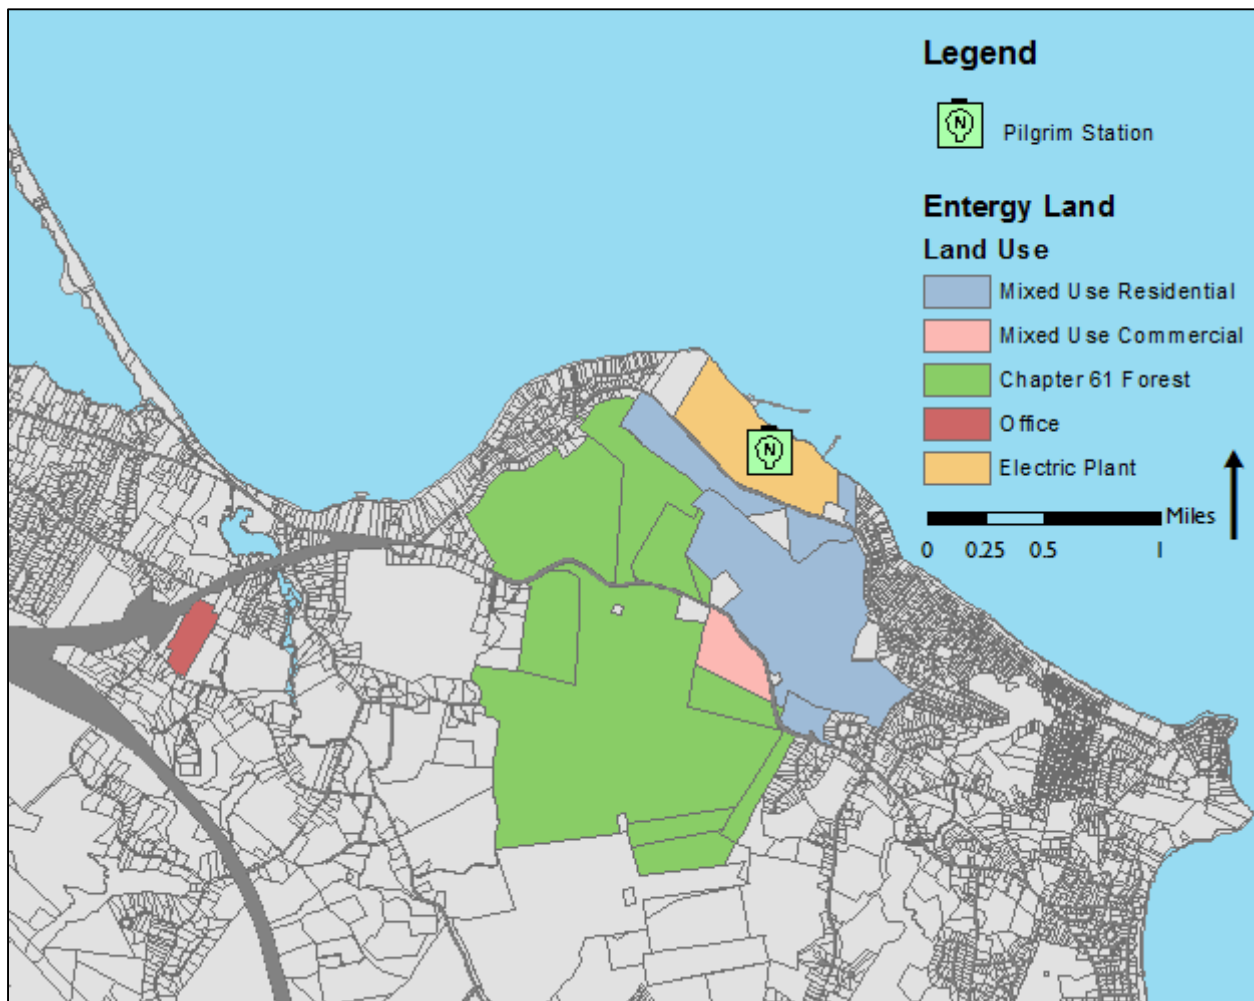 Legend
N
Pilgrim Station
Entergy Land
Land Use
Mixed Use Residential
Mixed Use Commercial
Chapter 61 Forest
Office
Electric Plant
Miles
0 0.25 0.5 1
N